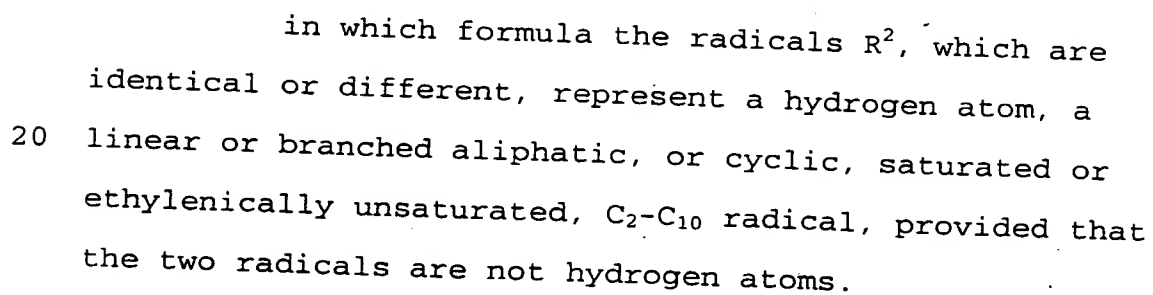 in which formula the radicals R², which are
identical or different, represent a hydrogen atom, a
20 linear or branched aliphatic, or cyclic, saturated or
ethylenically unsaturated, C₂-C₁₀ radical, provided that
the two radicals are not hydrogen atoms.